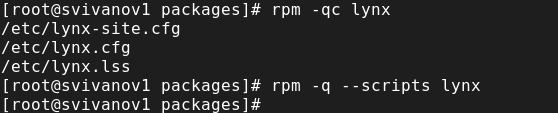 [root@svivanov1 packages]# rpm -qc lynx
/etc/lynx-site.cfg
/etc/lynx.cfg
/etc/lynx.lss
[root@svivanov1 packages]# rpm -q --scripts lynx
[root@svivanov1 packages]#